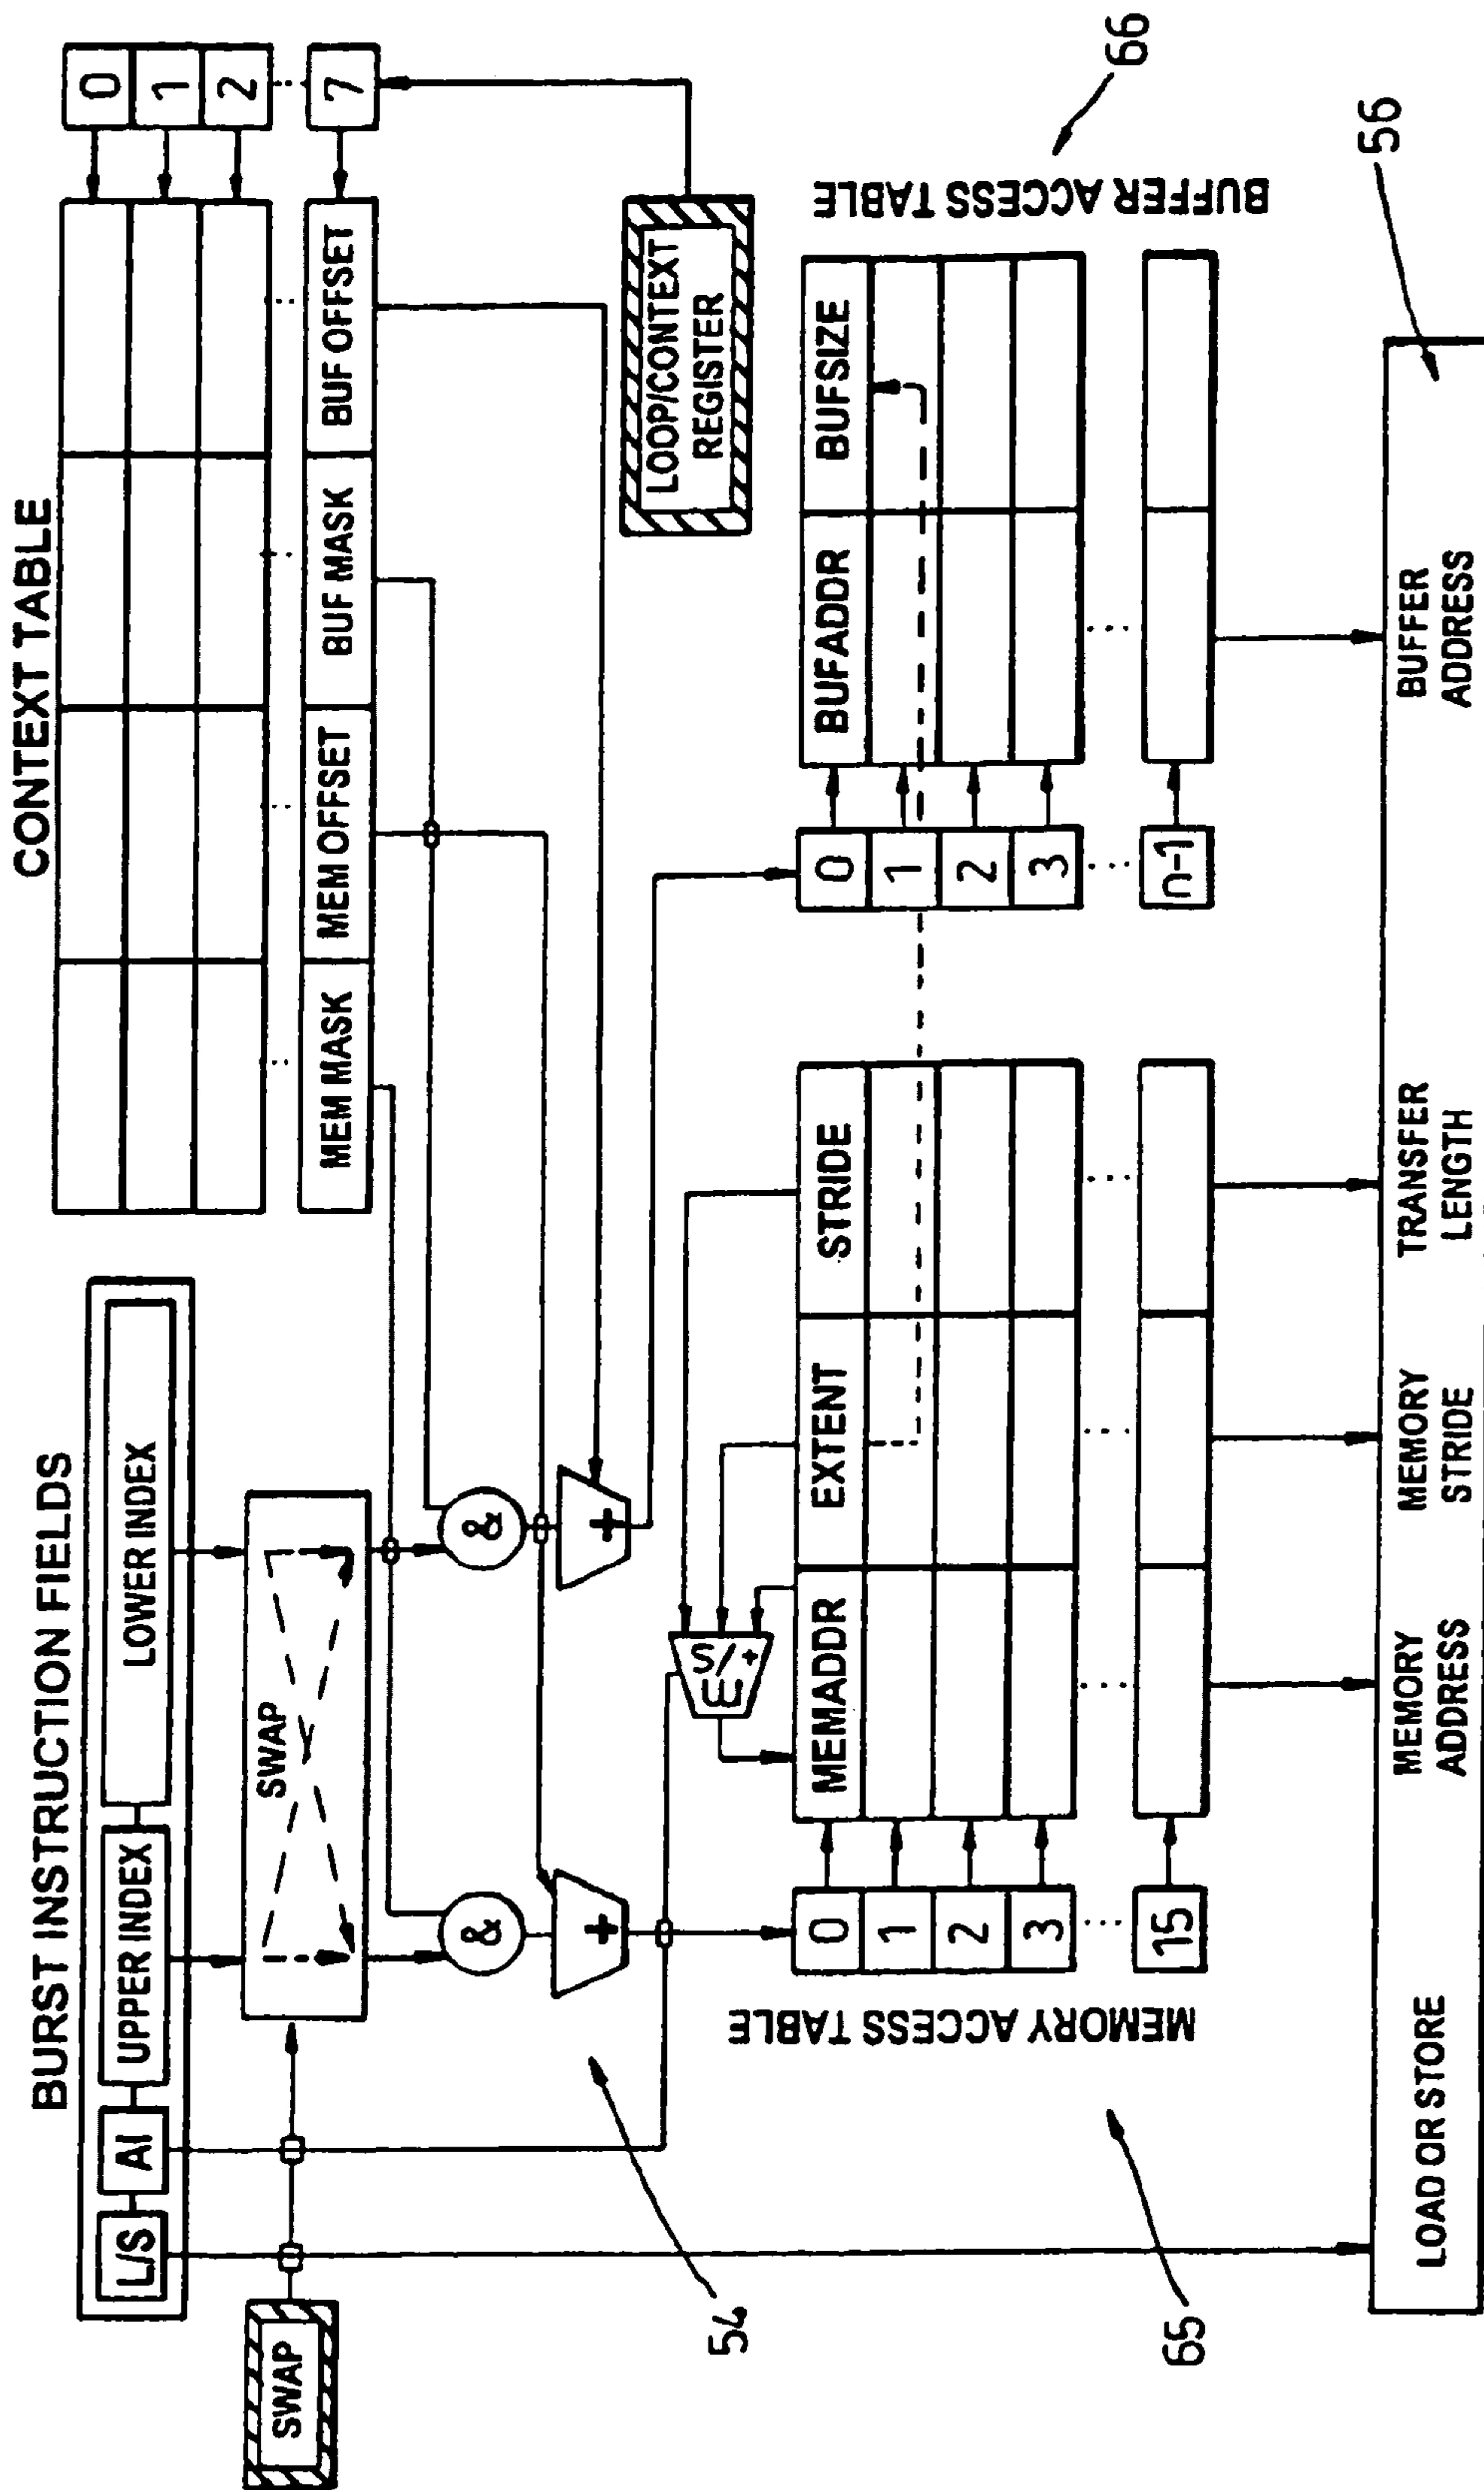 BURST INSTRUCTION FIELDS
L/S
AI
UPPER INDEX
LOWER INDEX
SWAP
SWAP
CONTEXT TABLE
MEM MASK
MEM OFFSET
BUF MASK
BUF OFFSET
0
1
2
7
LOOP/CONTEXT
REGISTER
&
&
+
+
54
S/+
E
MEMORY ACCESS TABLE
65
MEMADDR
EXTENT
STRIDE
0
1
2
3
15
BUFFER ACCESS TABLE
66
BUFADDR
BUFSIZE
0
1
2
3
n-1
56
LOAD OR STORE
MEMORY
ADDRESS
MEMORY
STRIDE
TRANSFER
LENGTH
BUFFER
ADDRESS